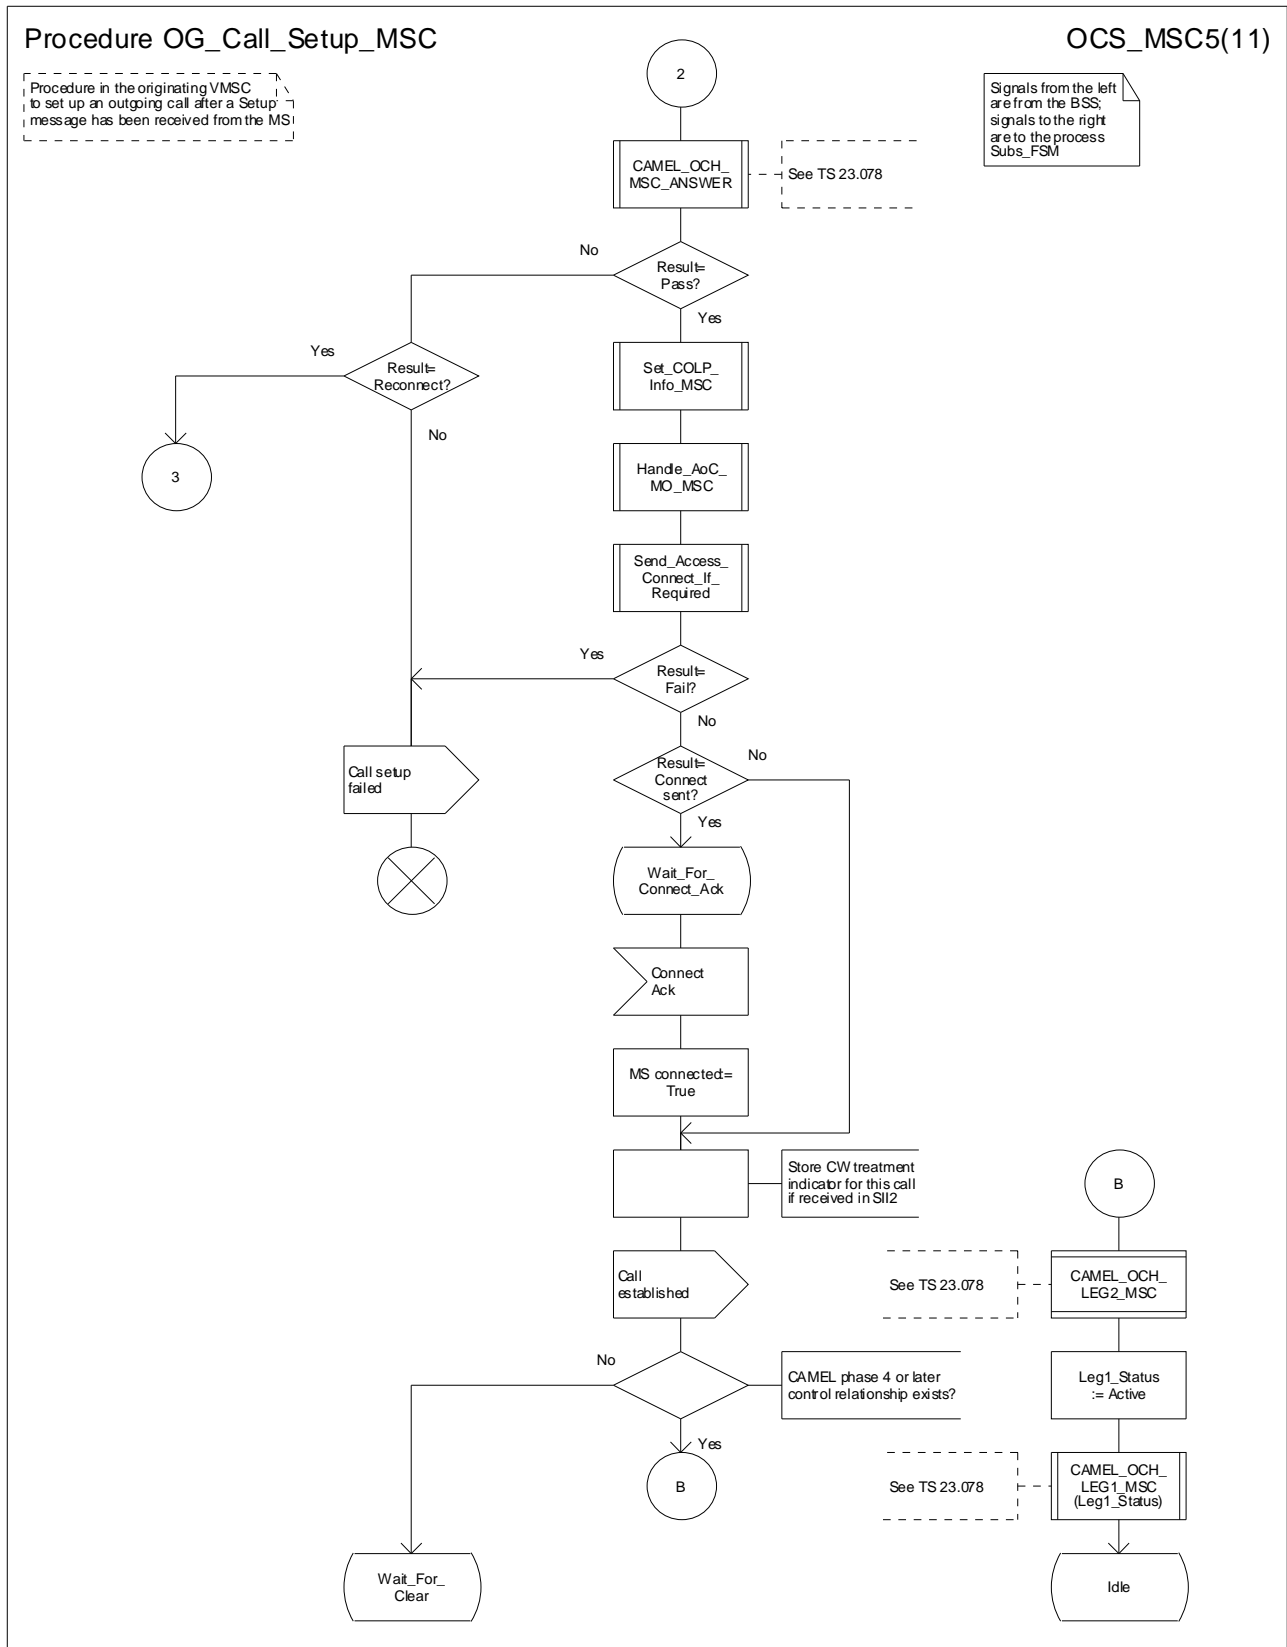 Procedure OG_Call_Setup_MSC
OCS_MSC5(11)
Procedure in the originating VMSC
to set up an outgoing call after a Setup
message has been received from the MS
2
Signals from the left
are from the BSS;
signals to the right
are to the process
Subs_FSM
CAMEL_OCH_
MSC_ANSWER
See TS 23.078
No
Result=
Pass?
Yes
Yes
Result=
Reconnect?
Set_COLP_
Info_MSC
No
3
Handle_AoC_
MO_MSC
Send_Access_
Connect_If_
Required
Yes
Result=
Fail?
No
No
Call setup
failed
Result=
Connect
sent?
Yes
Wait_For_
Connect_Ack
Connect
Ack
MS connected:=
True
Store CW treatment
indicator for this call
if received in SII2
B
Call
established
See TS 23.078
CAMEL_OCH_
LEG2_MSC
No
CAMEL phase 4 or later
control relationship exists?
Leg1_Status
:= Active
Yes
B
See TS 23.078
CAMEL_OCH_
LEG1_MSC
(Leg1_Status)
Wait_For_
Clear
Idle